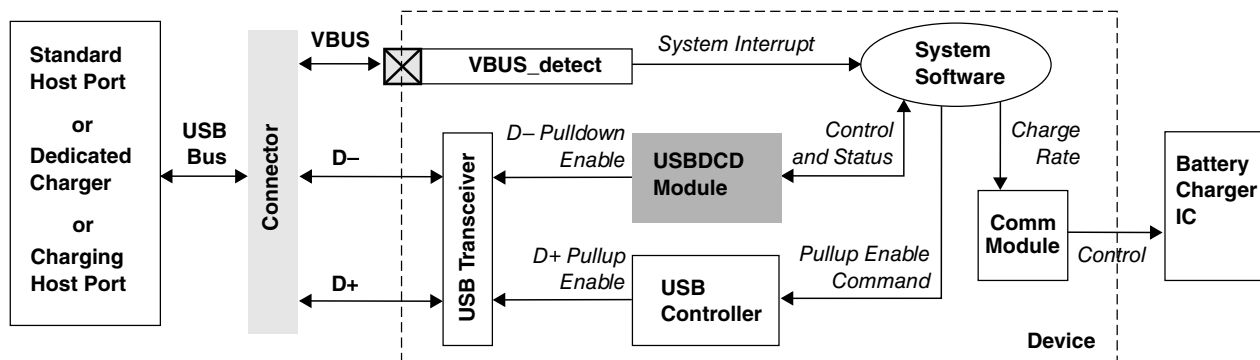 Standard
Host Port
or
Dedicated
Charger
or
Charging
Host Port
USB
Bus
Connector
VBUS
D–
D+
VBUS_detect
System Interrupt
System
Software
D– Pulldown
Enable
USBDCD
Module
Control
and Status
Charge
Rate
USB Transceiver
D+ Pullup
Enable
USB
Controller
Pullup Enable
Command
Comm
Module
Control
Battery
Charger
IC
Device